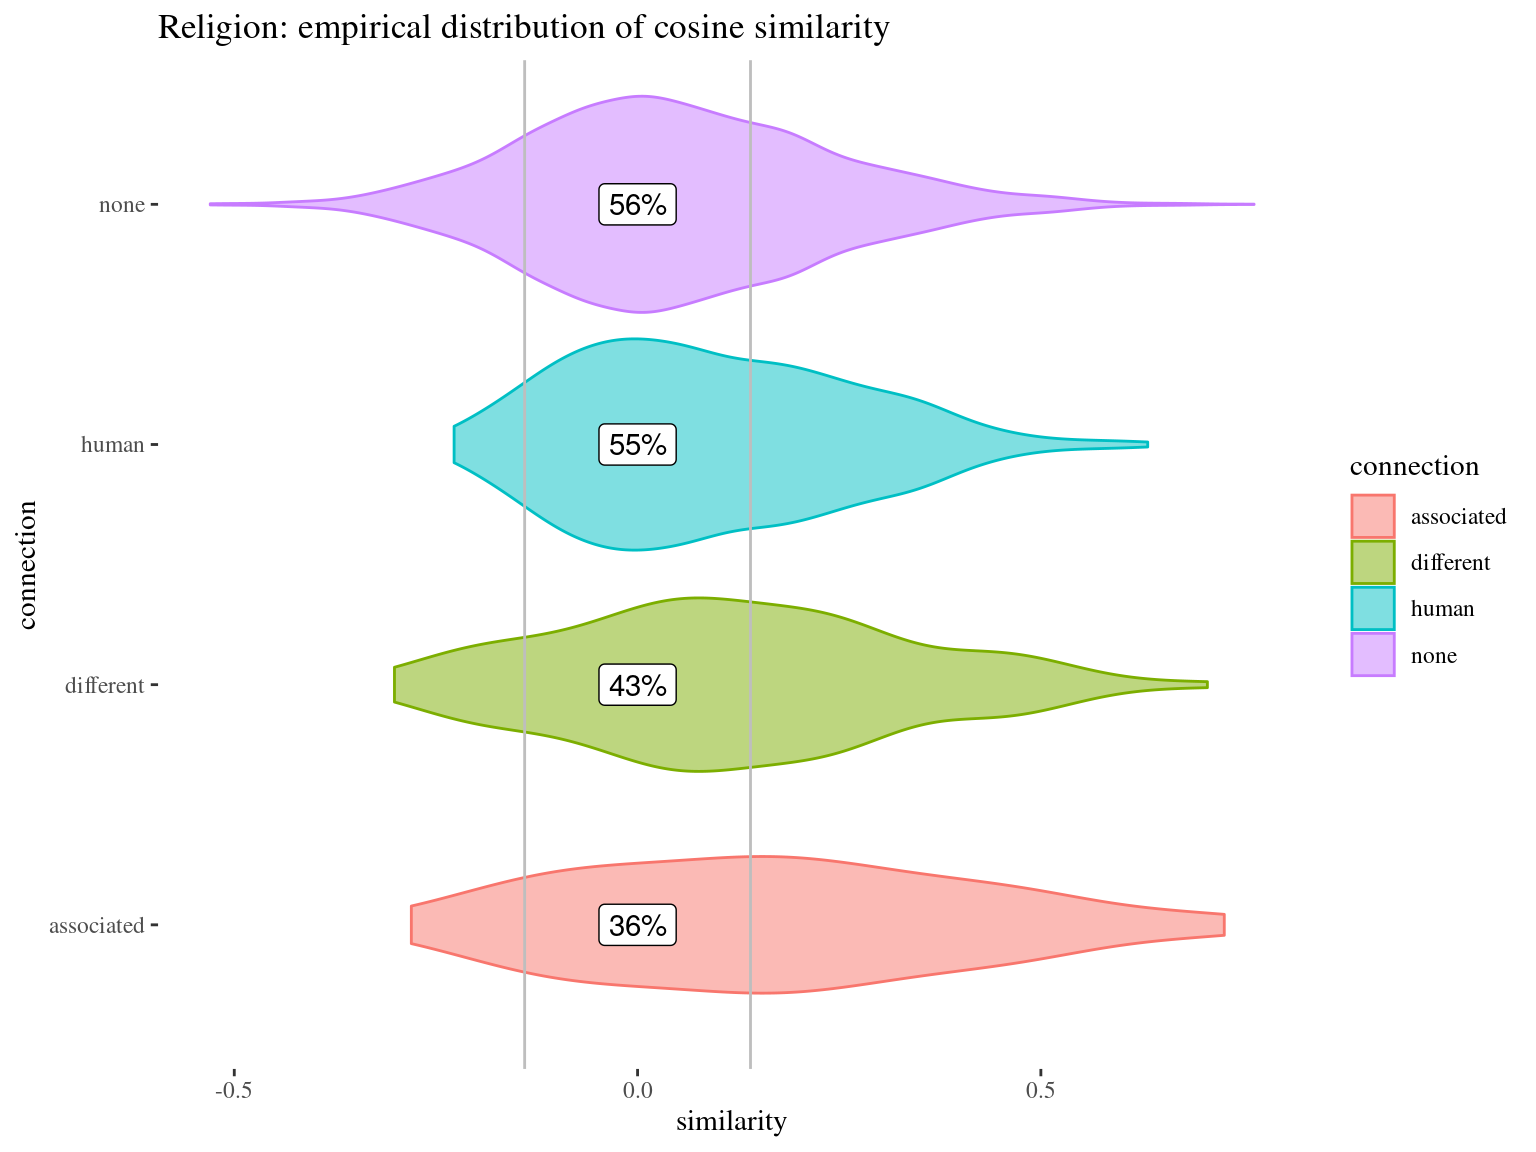 Religion: empirical distribution of cosine similarity
none
56%
human
55%
different
43%
associated
36%
-0.5
0.0
0.5
similarity
connection
connection
associated
different
human
none